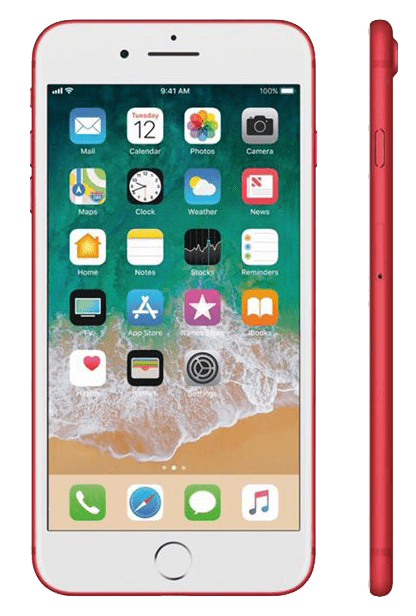 9:41 AM 100%
Tuesday
12
Mail Calendar Photos Camera
Maps Clock Weather News
Home Notes Stocks Reminders
tv
TV App Store iTunes Store iBooks
Health Wallet Settings